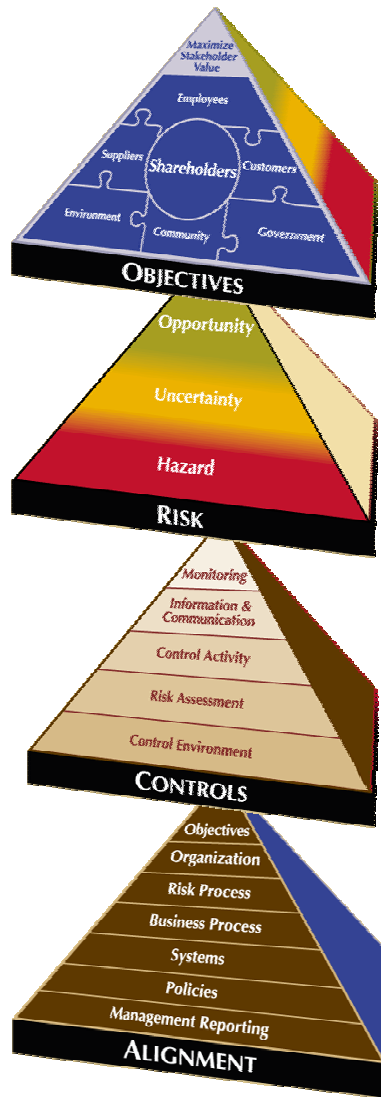 Maximize
Stakeholder
Value
Employees
Suppliers
Shareholders
Customers
Environment
Community
Government
OBJECTIVES
Opportunity
Uncertainty
Hazard
RISK
Monitoring
Information &
Communication
Control Activity
Risk Assessment
Control Environment
CONTROLS
Objectives
Organization
Risk Process
Business Process
Systems
Policies
Management Reporting
ALIGNMENT